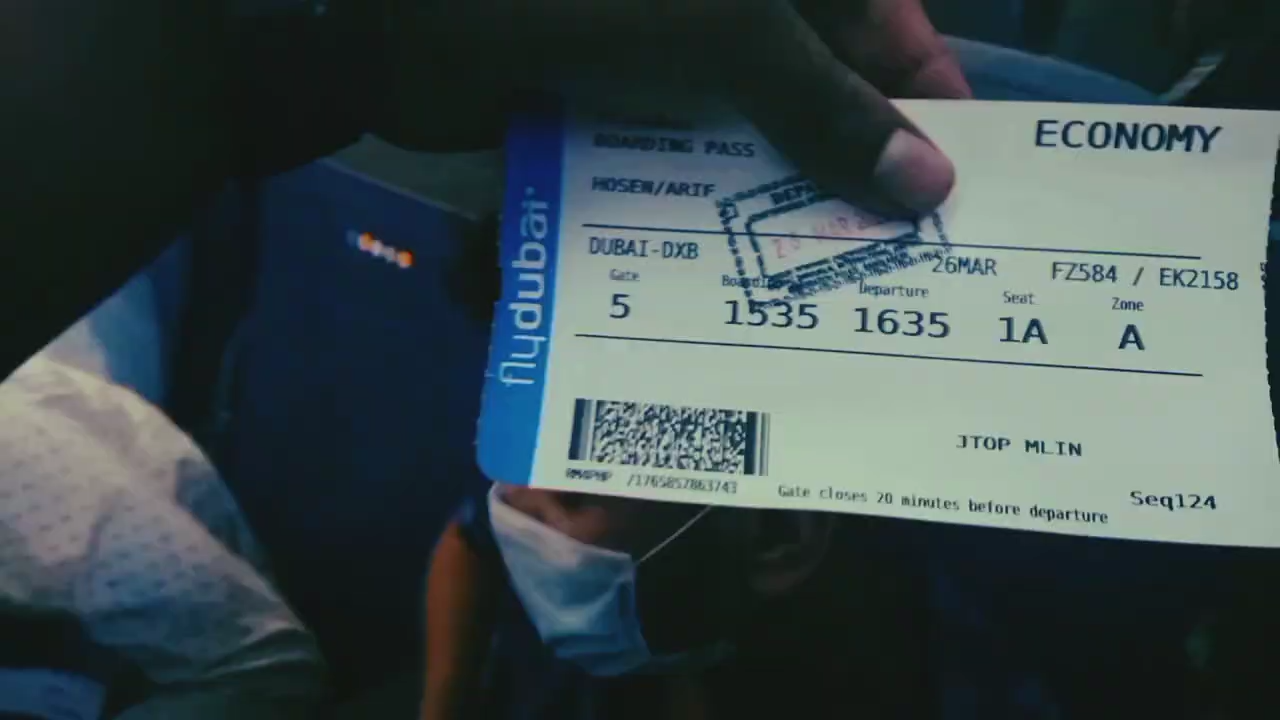 flydubai
ECONOMY
BOARDING PASS
HOSEN/ARIF
DUBAI-DXB 26MAR FZ584 / EK2158
Gate Departure Seat Zone
5 1535 1635 1A A
JTOP MLIN
/1765857863743
Gate closes 20 minutes before departure Seq124